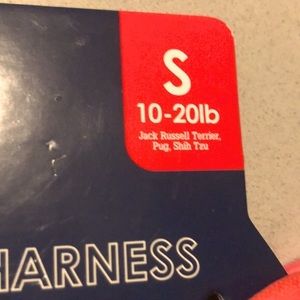 S
10-20lb
Jack Russell Terrier,
Pug, Shih Tzu
HARNESS